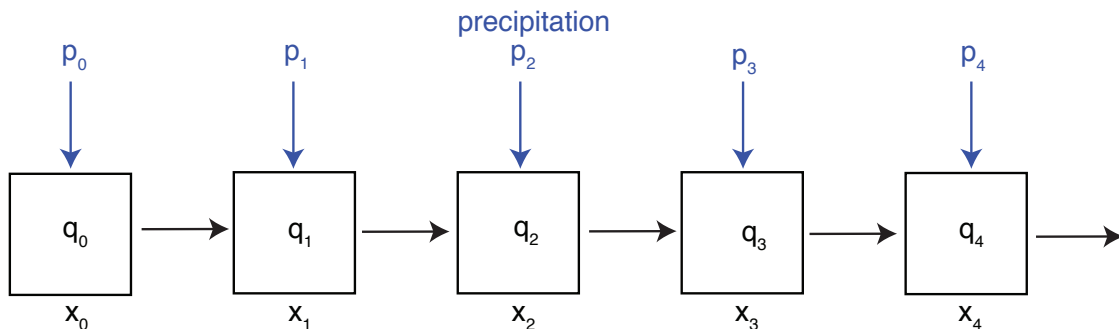 precipitation
p₀ p₁ p₂ p₃ p₄
q₀ q₁ q₂ q₃ q₄
x₀ x₁ x₂ x₃ x₄